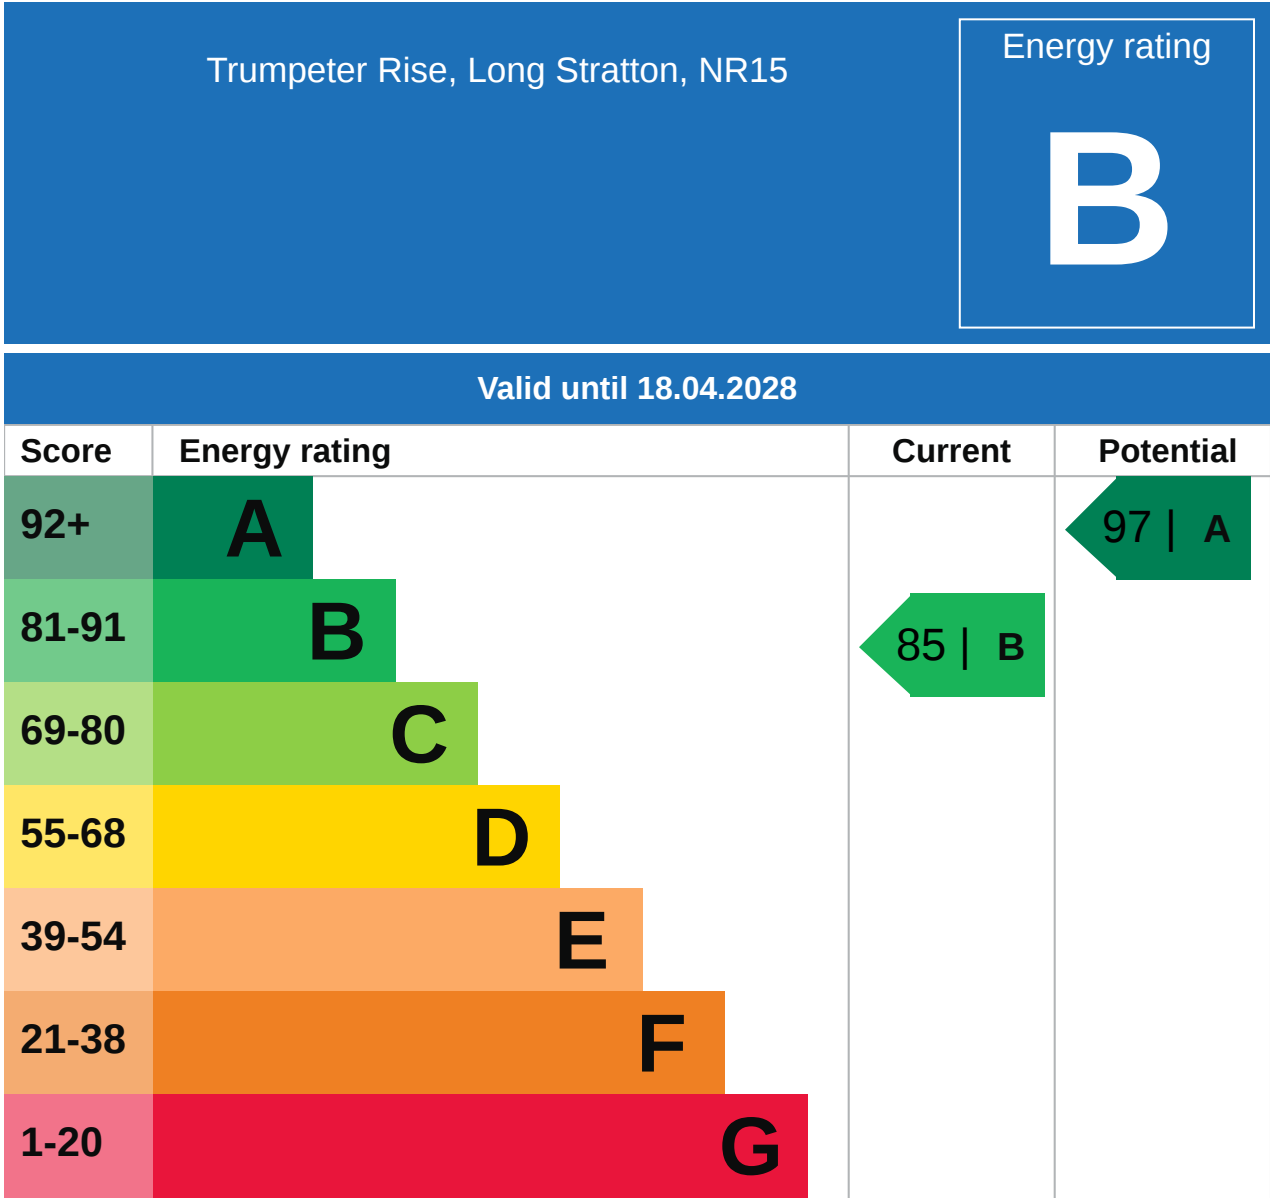 Trumpeter Rise, Long Stratton, NR15
Energy rating
B
Valid until 18.04.2028
Score Energy rating Current Potential
92+ A 97 | A
81-91 B 85 | B
69-80 C
55-68 D
39-54 E
21-38 F
1-20 G